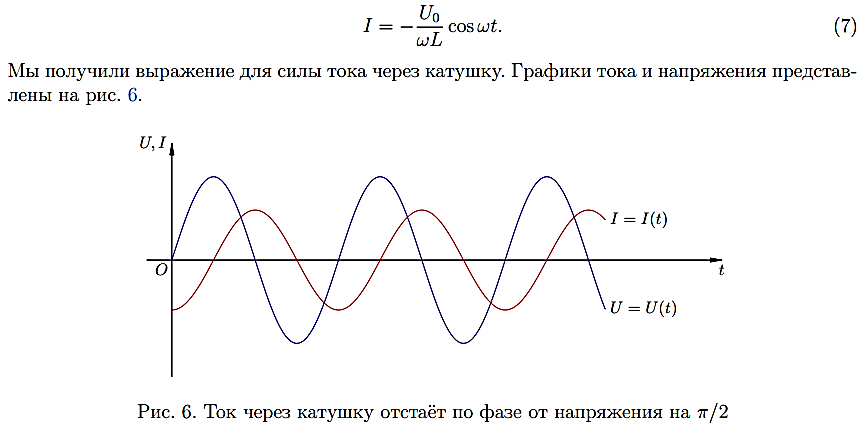 I = −U₀/ωL cos ωt. (7)
Мы получили выражение для силы тока через катушку. Графики тока и напряжения представ-
лены на рис. 6.
U, I
I = I(t)
O
t
U = U(t)
Рис. 6. Ток через катушку отстаёт по фазе от напряжения на π/2